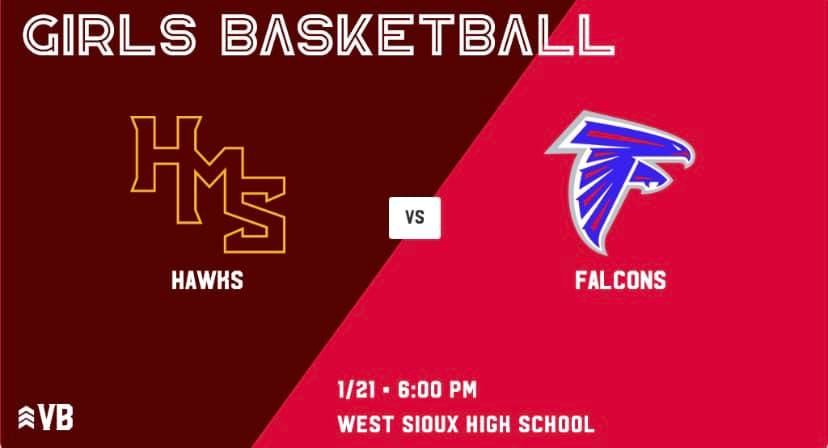 GIRLS BASKETBALL
HMS
VS
HAWKS
FALCONS
1/21 • 6:00 PM
WEST SIOUX HIGH SCHOOL
VB